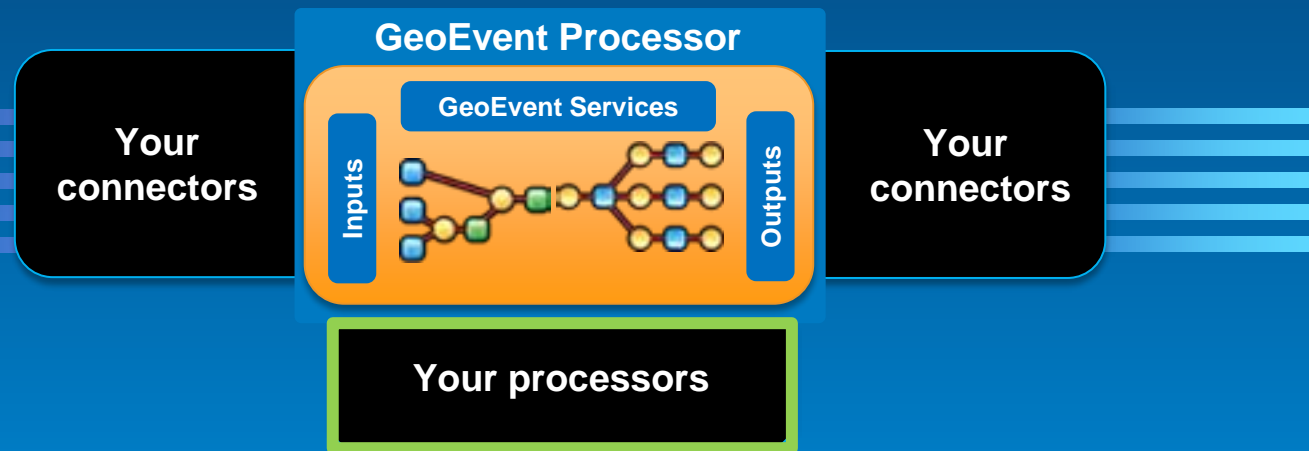 GeoEvent Processor
GeoEvent Services
Your
connectors
Inputs
Outputs
Your
connectors
Your processors